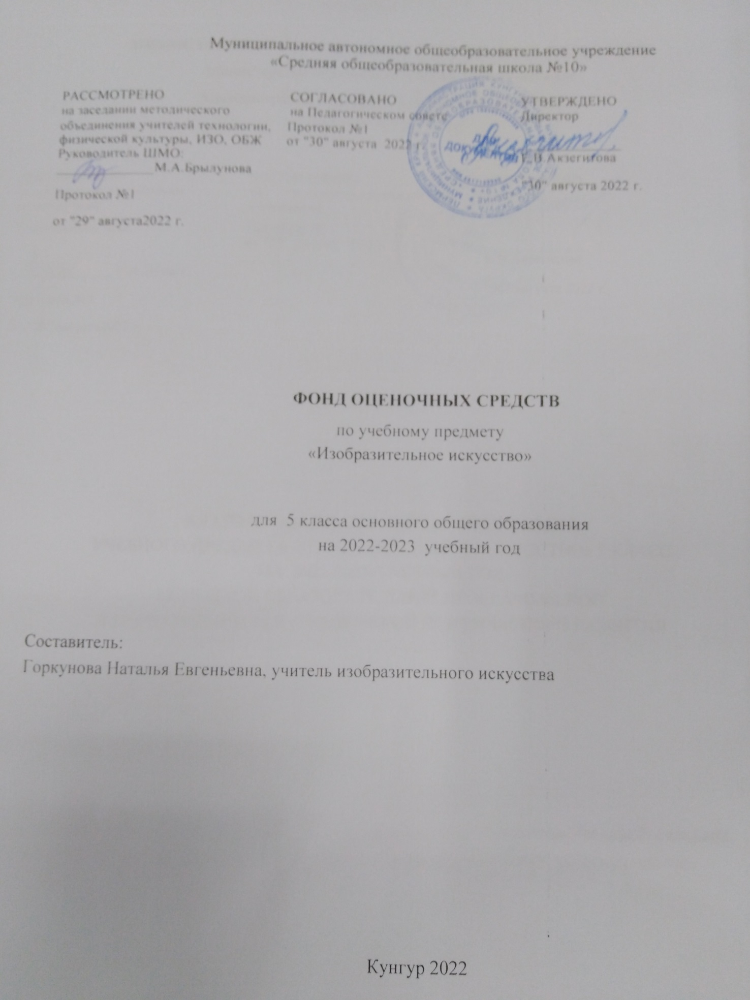 Муниципальное автономное общеобразовательное учреждение
«Средняя общеобразовательная школа №10»
РАССМОТРЕНО
на заседании методического
объединения учителей технологии,
физической культуры, ИЗО, ОБЖ
Руководитель ШМО:
М.А.Брылунова
Протокол №1
от "29" августа2022 г.
СОГЛАСОВАНО
на Педагогическом совете
Протокол №1
от "30" августа 2022 г.
УТВЕРЖДЕНО
Директор
Акзегитова
"30" августа 2022 г.
ДЛЯ
ДОКУМЕНТОВ
ФОНД ОЦЕНОЧНЫХ СРЕДСТВ
по учебному предмету
«Изобразительное искусство»
для 5 класса основного общего образования
на 2022-2023 учебный год
Составитель:
Горкунова Наталья Евгеньевна, учитель изобразительного искусства
Кунгур 2022